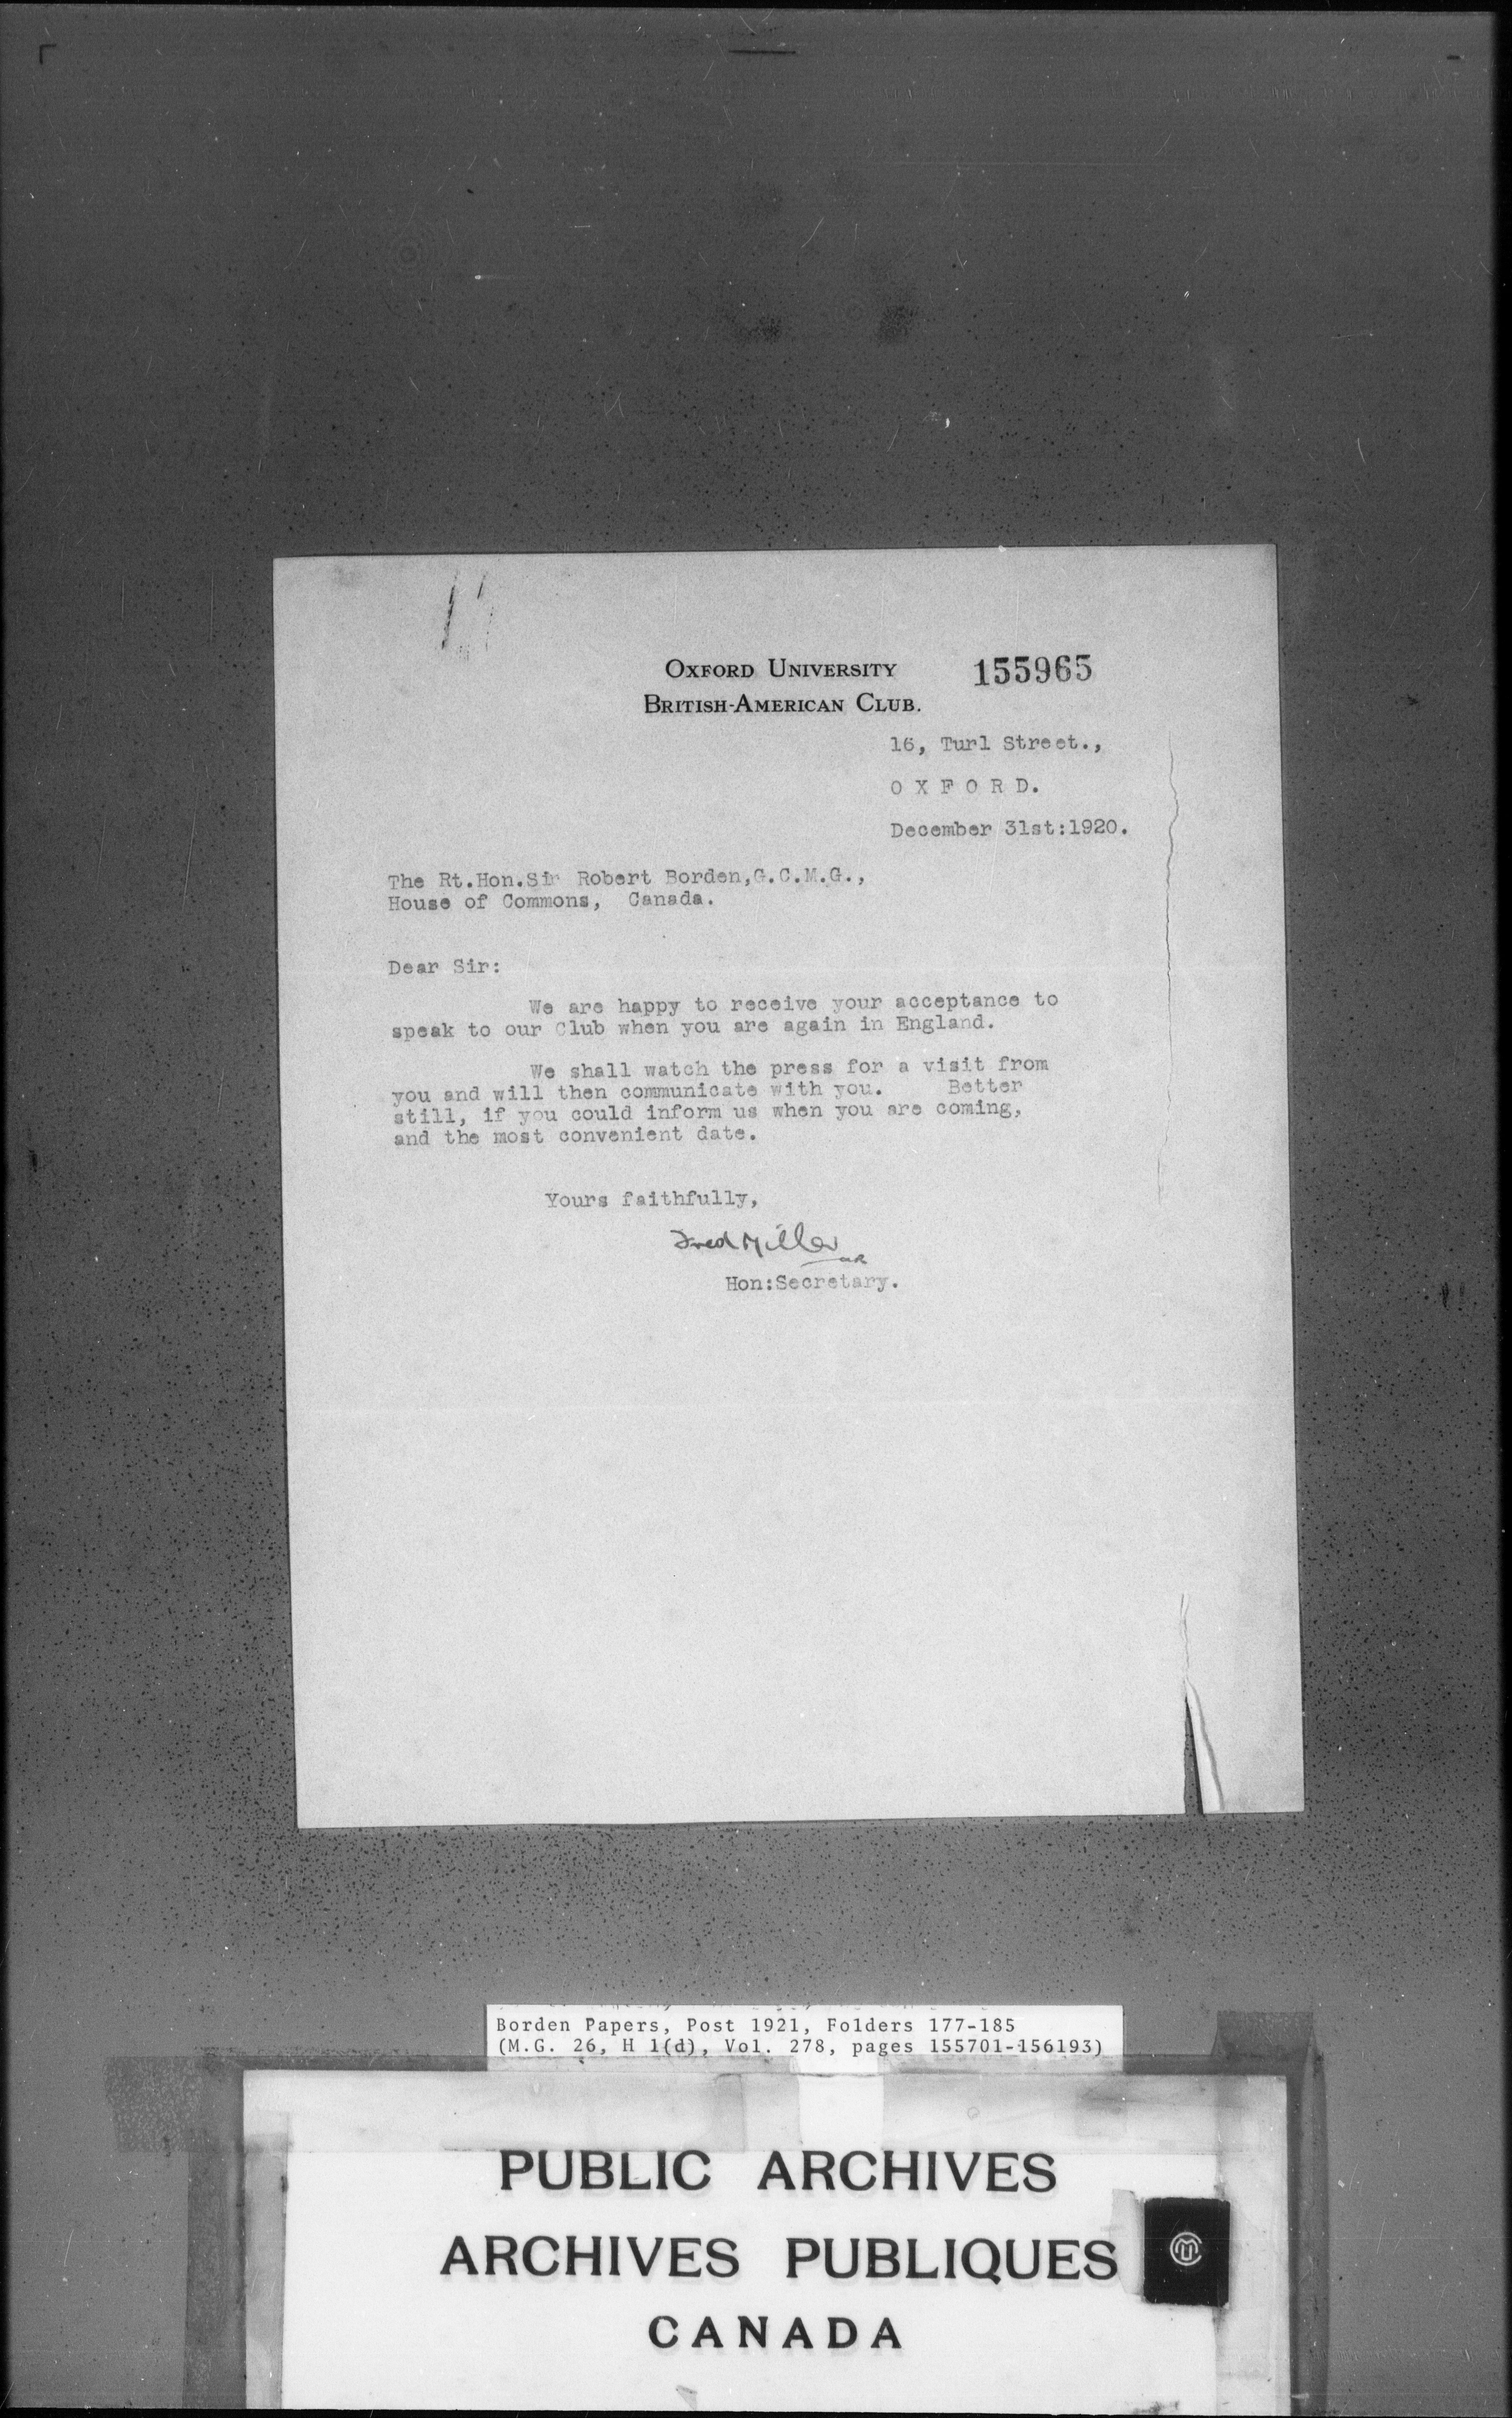 OXFORD UNIVERSITY 155965
BRITISH-AMERICAN CLUB.
16, Turl Street.,
O X F O R D.
December 31st:1920.
The Rt.Hon.Sir Robert Borden,G.C.M.G.,
House of Commons, Canada.
Dear Sir:
We are happy to receive your acceptance to
speak to our Club when you are again in England.
We shall watch the press for a visit from
you and will then communicate with you. Better
still, if you could inform us when you are coming,
and the most convenient date.
Yours faithfully,
Fred Miller
Hon:Secretary.
Borden Papers, Post 1921, Folders 177-185
(M.G. 26, H 1(d), Vol. 278, pages 155701-156193)
PUBLIC ARCHIVES
ARCHIVES PUBLIQUES
CANADA